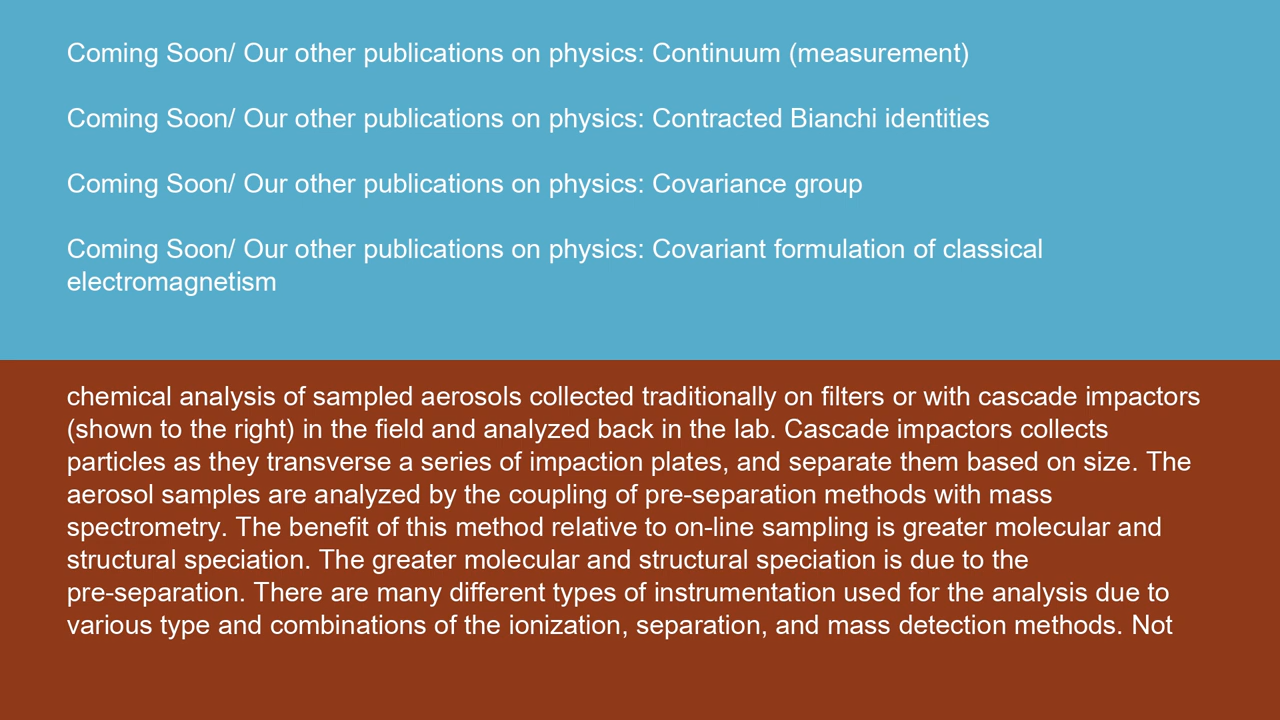 Coming Soon/ Our other publications on physics: Continuum (measurement)
Coming Soon/ Our other publications on physics: Contracted Bianchi identities
Coming Soon/ Our other publications on physics: Covariance group
Coming Soon/ Our other publications on physics: Covariant formulation of classical
electromagnetism
chemical analysis of sampled aerosols collected traditionally on filters or with cascade impactors
(shown to the right) in the field and analyzed back in the lab. Cascade impactors collects
particles as they transverse a series of impaction plates, and separate them based on size. The
aerosol samples are analyzed by the coupling of pre-separation methods with mass
spectrometry. The benefit of this method relative to on-line sampling is greater molecular and
structural speciation. The greater molecular and structural speciation is due to the
pre-separation. There are many different types of instrumentation used for the analysis due to
various type and combinations of the ionization, separation, and mass detection methods. Not